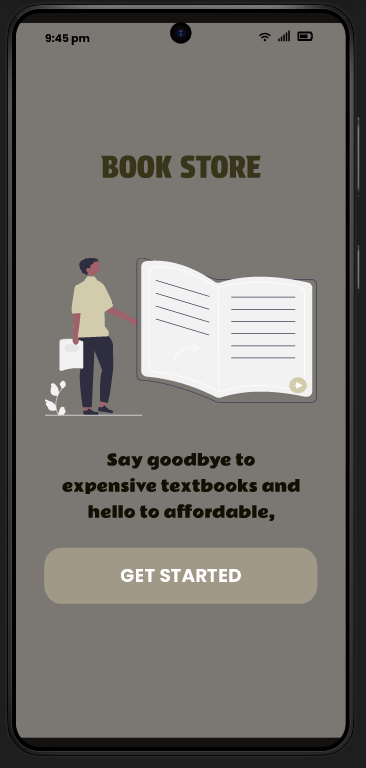 9:45 pm
BOOK STORE
Say goodbye to
expensive textbooks and
hello to affordable,
GET STARTED